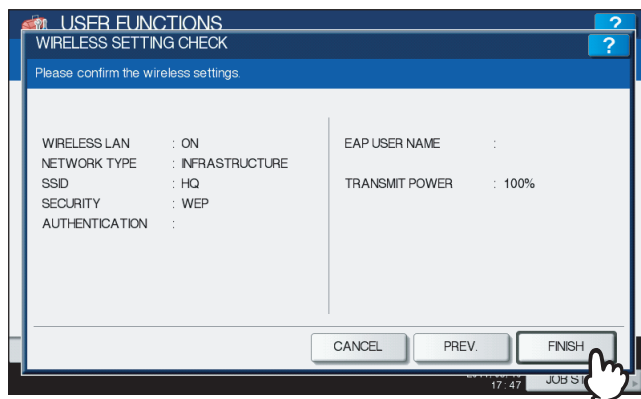 USER FUNCTIONS
?
WIRELESS SETTING CHECK
?
Please confirm the wireless settings.
WIRELESS LAN : ON
NETWORK TYPE : INFRASTRUCTURE
SSID : HQ
SECURITY : WEP
AUTHENTICATION :
EAP USER NAME :
TRANSMIT POWER : 100%
CANCEL
PREV.
FINISH
17:47
JOB ST